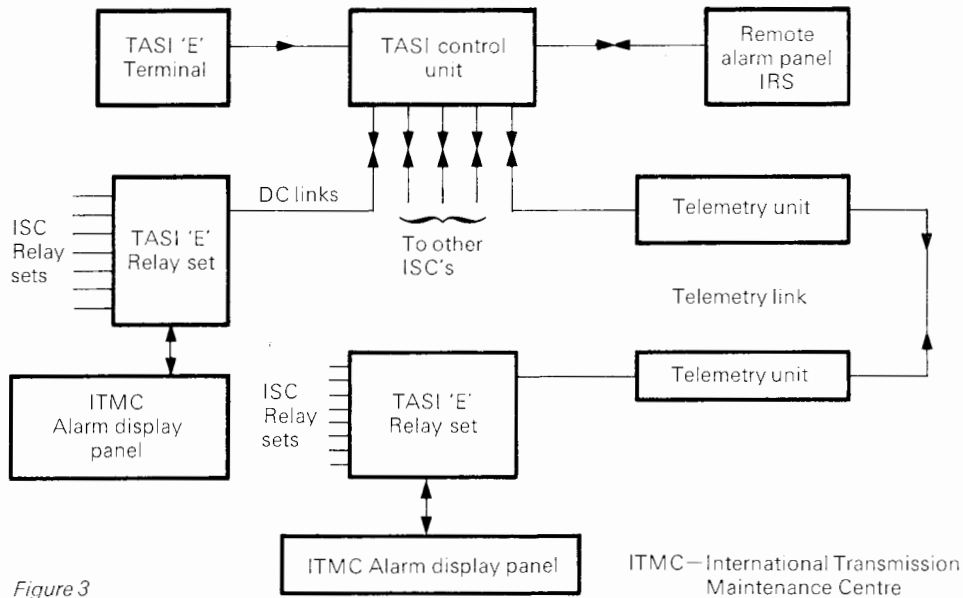 TASI 'E'
Terminal
TASI control
unit
Remote
alarm panel
IRS
ISC
Relay
sets
TASI 'E'
Relay set
DC links
To other
ISC's
Telemetry unit
Telemetry link
Telemetry unit
ITMC
Alarm display
panel
ISC
Relay
sets
TASI 'E'
Relay set
ITMC Alarm display panel
ITMC—International Transmission
Maintenance Centre
Figure 3